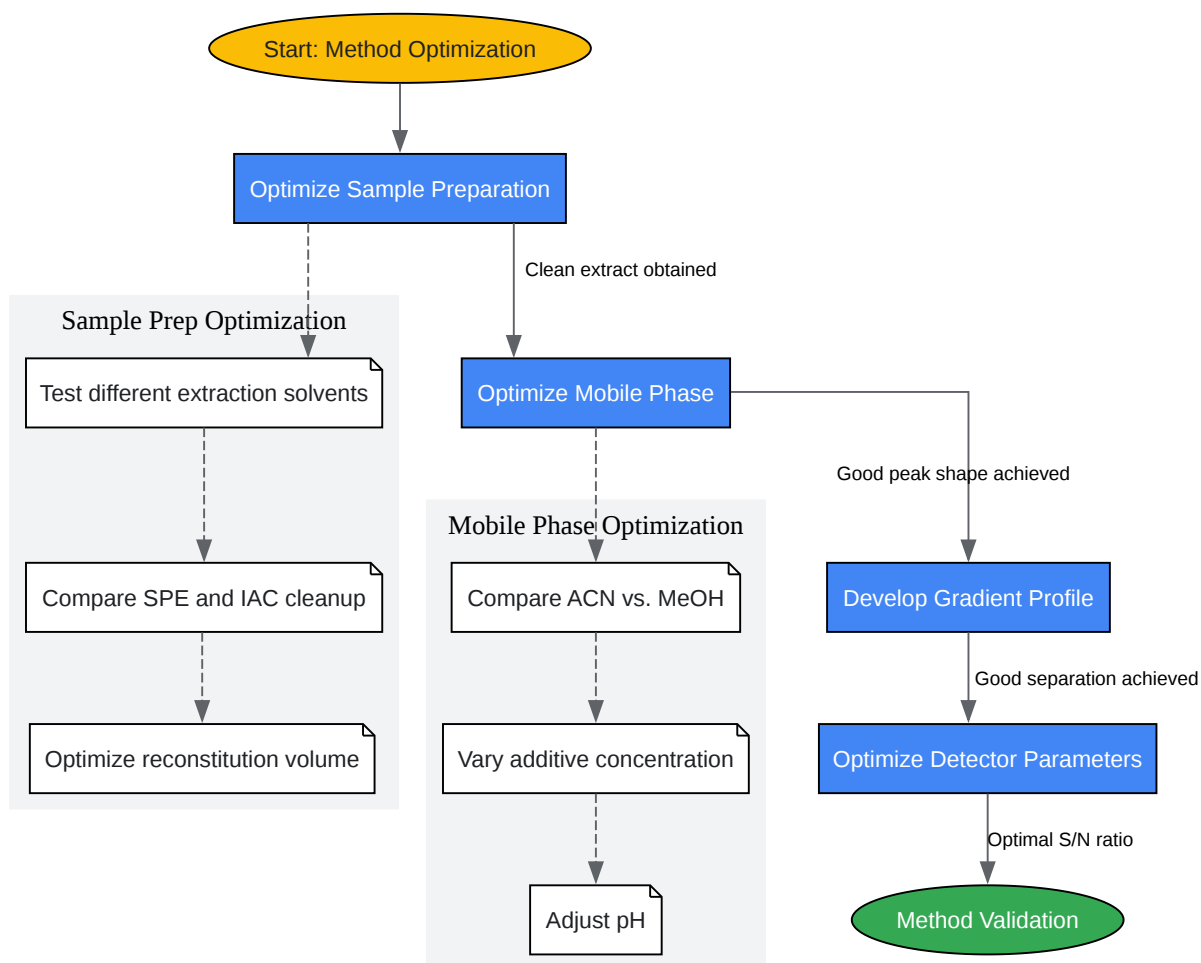 Start: Method Optimization
Optimize Sample Preparation
Clean extract obtained
Sample Prep Optimization
Test different extraction solvents
Optimize Mobile Phase
Good peak shape achieved
Mobile Phase Optimization
Compare SPE and IAC cleanup
Compare ACN vs. MeOH
Develop Gradient Profile
Good separation achieved
Optimize reconstitution volume
Vary additive concentration
Optimize Detector Parameters
Optimal S/N ratio
Adjust pH
Method Validation